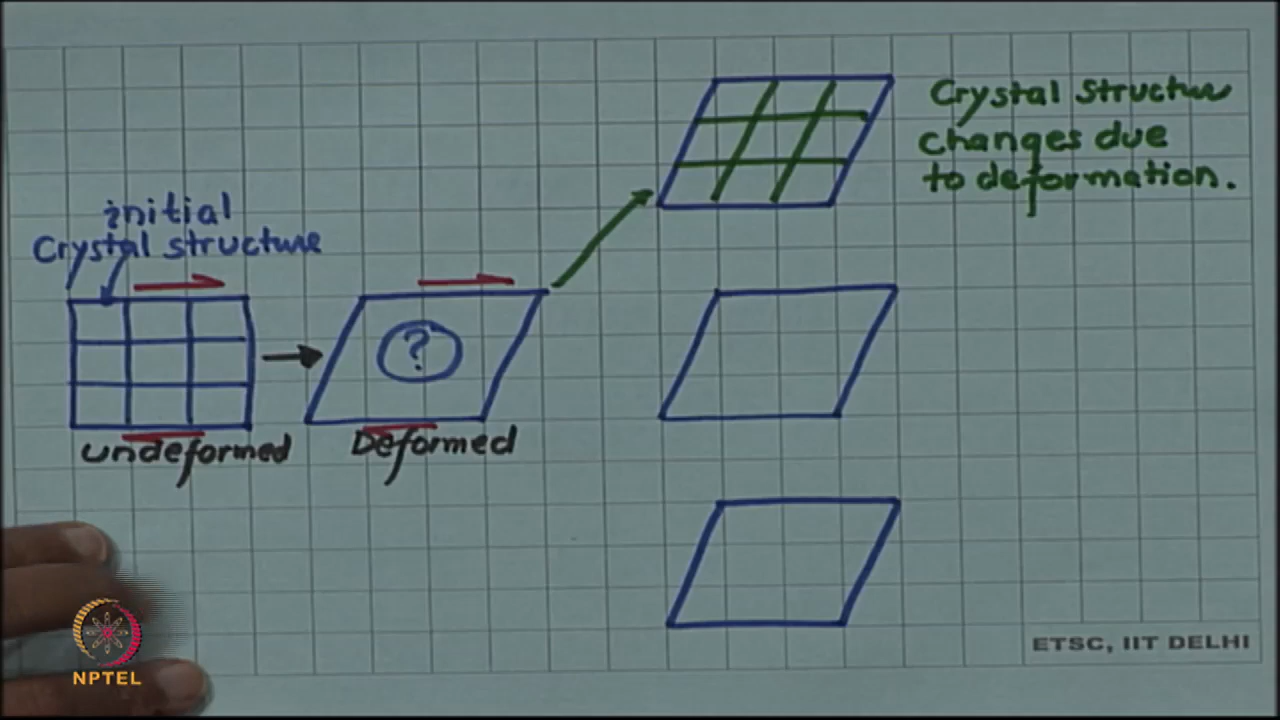 initial
Crystal structure
undeformed
?
Deformed
Crystal Structure
changes due
to deformation.
ETSC, IIT DELHI
NPTEL